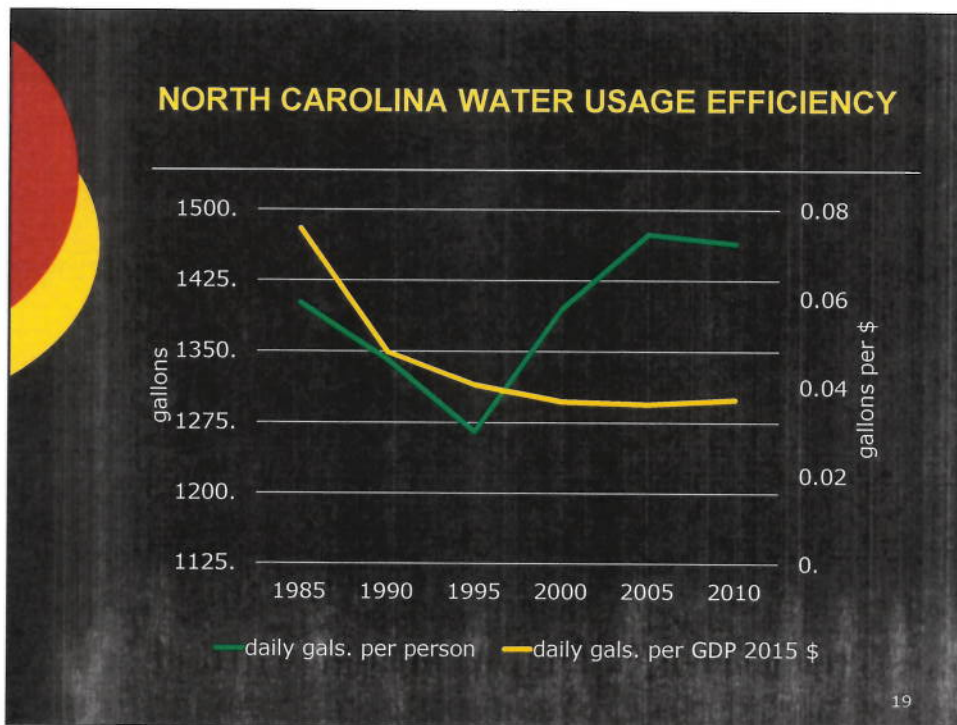 NORTH CAROLINA WATER USAGE EFFICIENCY
1500.
1425.
1350.
1275.
1200.
1125.
gallons
0.08
0.06
0.04
0.02
0.
gallons per $
1985 1990 1995 2000 2005 2010
daily gals. per person daily gals. per GDP 2015 $
19